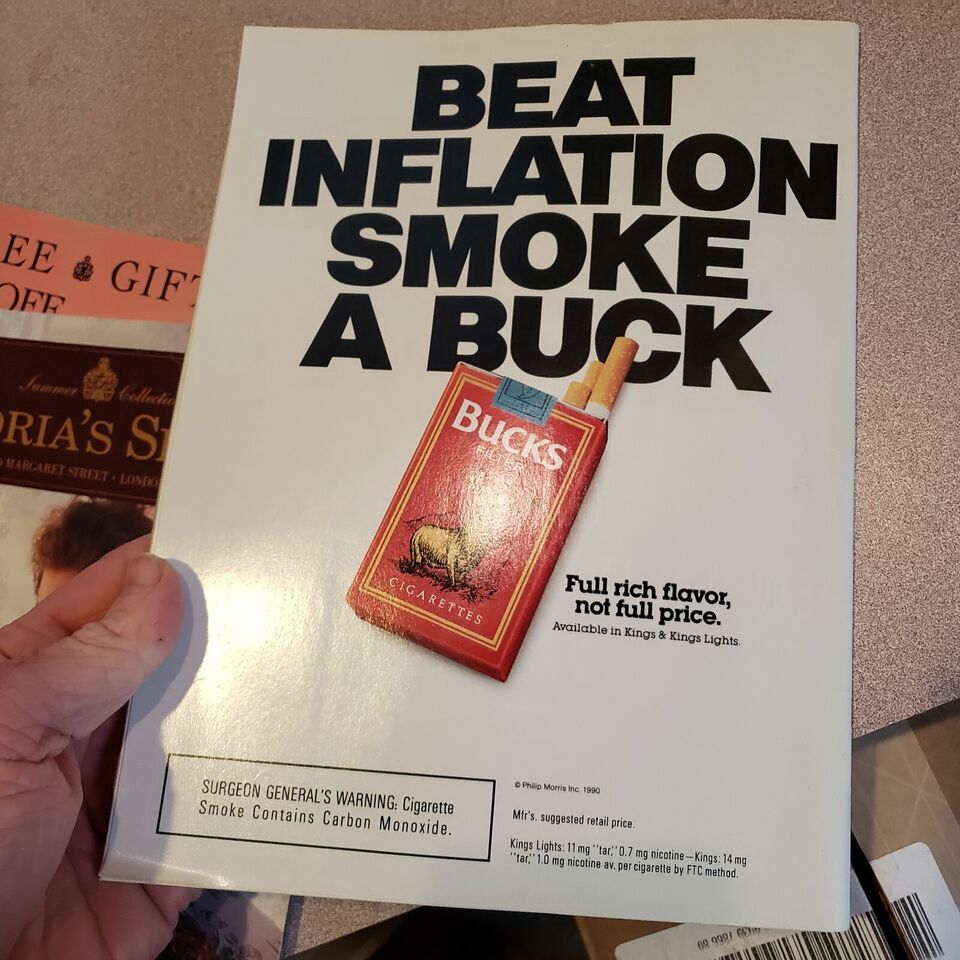 BEAT
INFLATION
SMOKE
A BUCK
BUCKS
CIGARETTES
Full rich flavor,
not full price.
Available in Kings & Kings Lights.
SURGEON GENERAL'S WARNING: Cigarette
Smoke Contains Carbon Monoxide.
© Philip Morris Inc. 1990
Mfr's. suggested retail price.
Kings Lights: 11 mg "tar," 0.7 mg nicotine—Kings: 14 mg
"tar," 1.0 mg nicotine av. per cigarette by FTC method.
EE GIFT
OFF
Summer Collection
ORIA'S SE
MARGARET STREET · LONDO